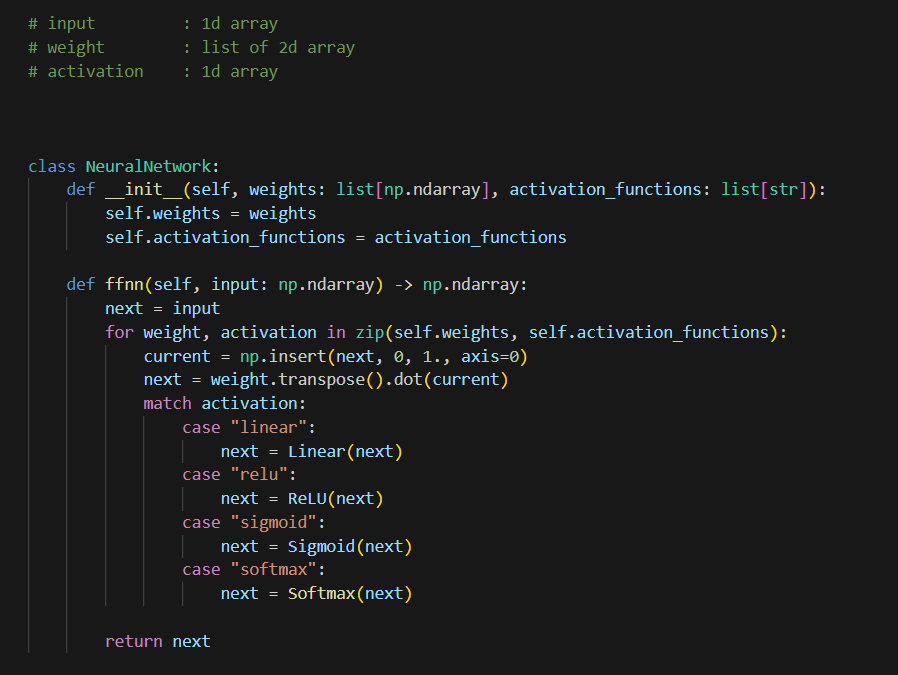 # input         : 1d array
# weight        : list of 2d array
# activation    : 1d array
class NeuralNetwork:
    def __init__(self, weights: list[np.ndarray], activation_functions: list[str]):
        self.weights = weights
        self.activation_functions = activation_functions
    def ffnn(self, input: np.ndarray) -> np.ndarray:
        next = input
        for weight, activation in zip(self.weights, self.activation_functions):
            current = np.insert(next, 0, 1., axis=0)
            next = weight.transpose().dot(current)
            match activation:
                case "linear":
                    next = Linear(next)
                case "relu":
                    next = ReLU(next)
                case "sigmoid":
                    next = Sigmoid(next)
                case "softmax":
                    next = Softmax(next)
        return next